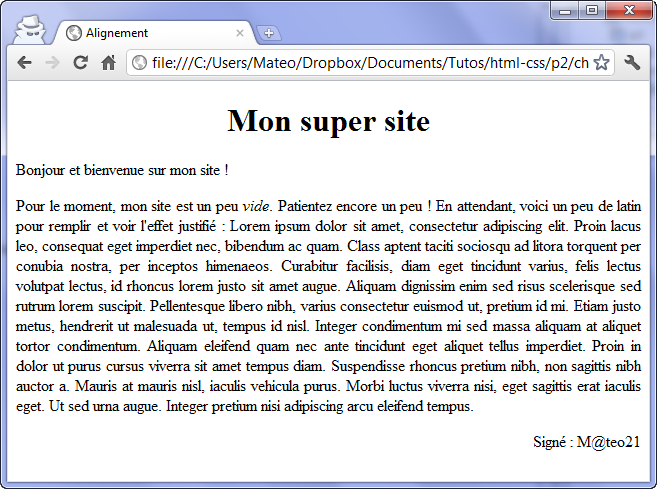 Alignement
file:///C:/Users/Mateo/Dropbox/Documents/Tutos/html-css/p2/ch
Mon super site
Bonjour et bienvenue sur mon site !
Pour le moment, mon site est un peu vide. Patientez encore un peu ! En attendant, voici un peu de latin
pour remplir et voir l'effet justifié : Lorem ipsum dolor sit amet, consectetur adipiscing elit. Proin lacus
leo, consequat eget imperdiet nec, bibendum ac quam. Class aptent taciti sociosqu ad litora torquent per
conubia nostra, per inceptos himenaeos. Curabitur facilisis, diam eget tincidunt varius, felis lectus
volutpat lectus, id rhoncus lorem justo sit amet augue. Aliquam dignissim enim sed risus scelerisque sed
rutrum lorem suscipit. Pellentesque libero nibh, varius consectetur euismod ut, pretium id mi. Etiam justo
metus, hendrerit ut malesuada ut, tempus id nisl. Integer condimentum mi sed massa aliquam at aliquet
tortor condimentum. Aliquam eleifend quam nec ante tincidunt eget aliquet tellus imperdiet. Proin in
dolor ut purus cursus viverra sit amet tempus diam. Suspendisse rhoncus pretium nibh, non sagittis nibh
auctor a. Mauris at mauris nisl, iaculis vehicula purus. Morbi luctus viverra nisi, eget sagittis erat iaculis
eget. Ut sed urna augue. Integer pretium nisi adipiscing arcu eleifend tempus.
Signé : M@teo21